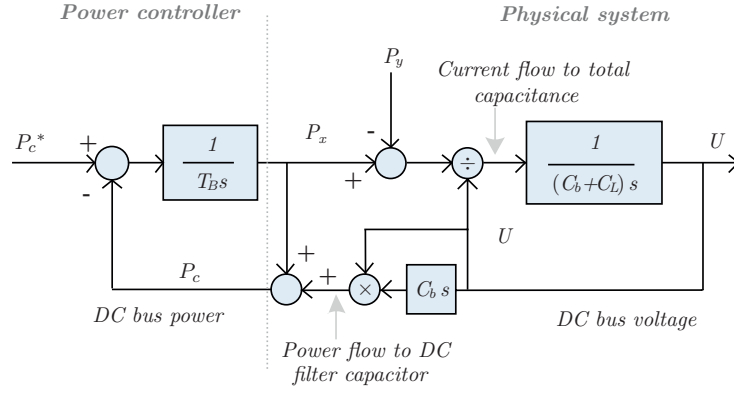 Power controller
Physical system
P_y
Current flow to total
capacitance
P_c*
+
-
1
T_B s
P_x
-
+
÷
1
(C_b+C_L) s
U
U
P_c
+
+
×
C_b s
DC bus power
DC bus voltage
Power flow to DC
filter capacitor